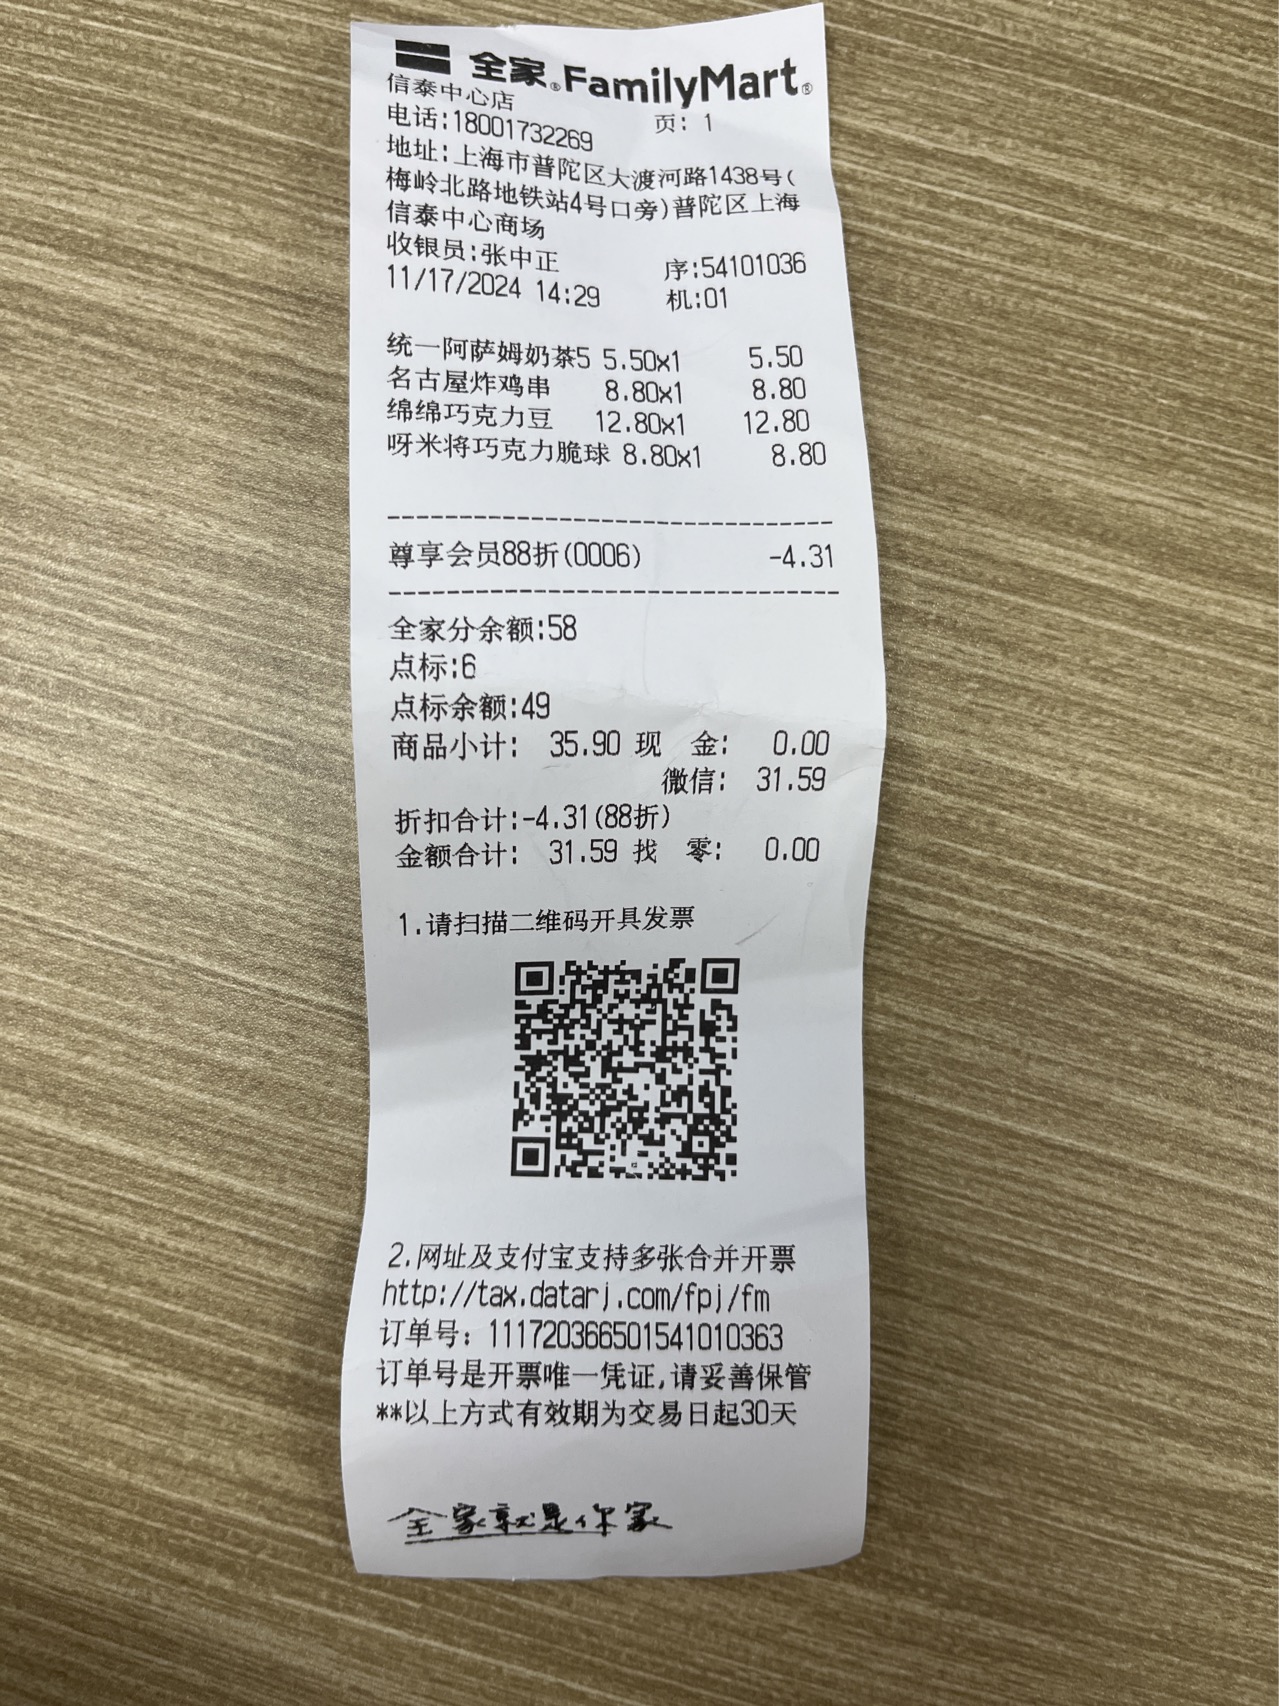 全家®FamilyMart®
信泰中心店
电话:18001732269 页: 1
地址:上海市普陀区大渡河路1438号(
梅岭北路地铁站4号口旁)普陀区上海
信泰中心商场
收银员:张中正 序:54101036
11/17/2024 14:29 机:01
统一阿萨姆奶茶5 5.50x1 5.50
名古屋炸鸡串 8.80x1 8.80
绵绵巧克力豆 12.80x1 12.80
呀米将巧克力脆球 8.80x1 8.80
尊享会员88折(0006) -4.31
全家分余额:58
点标:6
点标余额:49
商品小计: 35.90 现 金: 0.00
微信: 31.59
折扣合计:-4.31(88折)
金额合计: 31.59 找 零: 0.00
1.请扫描二维码开具发票
2.网址及支付宝支持多张合并开票
http://tax.datarj.com/fpj/fm
订单号: 111720366501541010363
订单号是开票唯一凭证,请妥善保管
**以上方式有效期为交易日起30天
全家就是你家